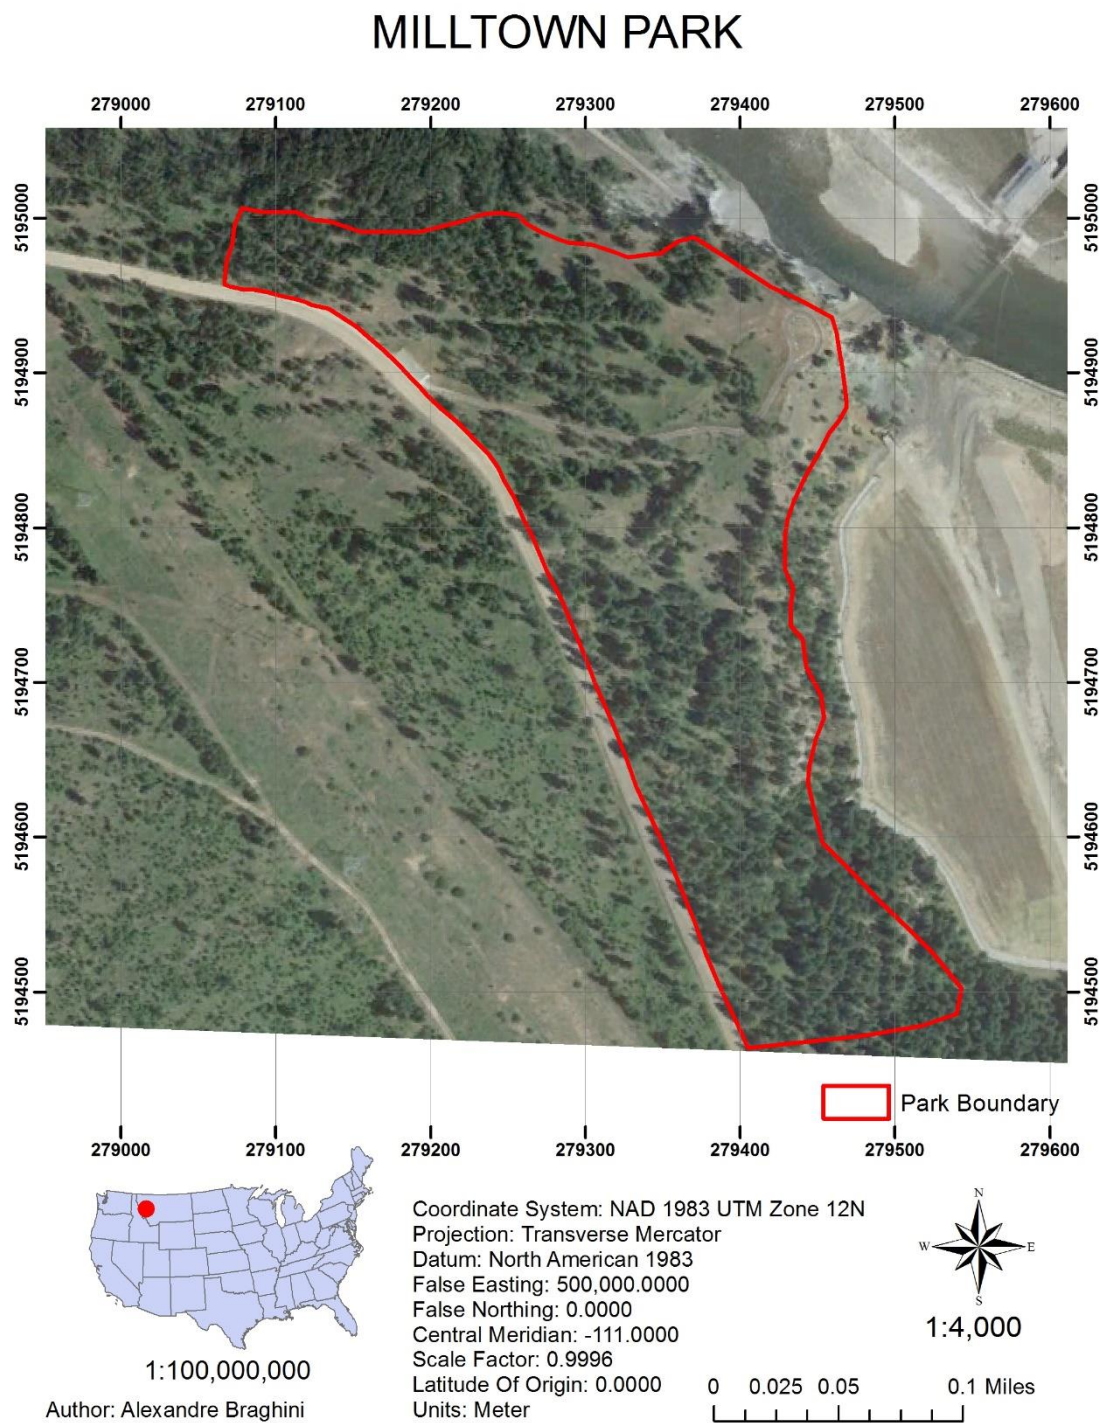 MILLTOWN PARK
279000 279100 279200 279300 279400 279500 279600
5195000 5195000
5194900 5194900
5194800 5194800
5194700 5194700
5194600 5194600
5194500 5194500
Park Boundary
279000 279100 279200 279300 279400 279500 279600
Coordinate System: NAD 1983 UTM Zone 12N
Projection: Transverse Mercator
Datum: North American 1983
False Easting: 500,000.0000
False Northing: 0.0000
Central Meridian: -111.0000
Scale Factor: 0.9996
Latitude Of Origin: 0.0000
Units: Meter
N
W E
S
1:4,000
1:100,000,000
0 0.025 0.05 0.1 Miles
Author: Alexandre Braghini